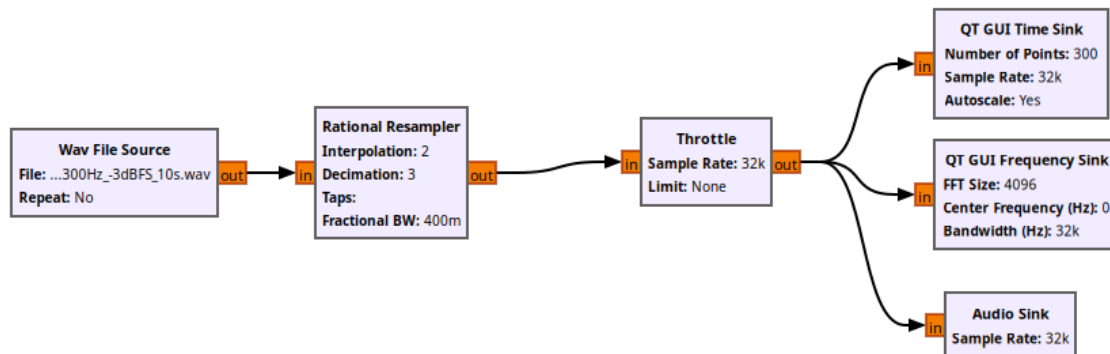 Wav File Source
File: ...300Hz_-3dBFS_10s.wav
Repeat: No
out
in
Rational Resampler
Interpolation: 2
Decimation: 3
Taps:
Fractional BW: 400m
out
in
Throttle
Sample Rate: 32k
Limit: None
out
in
QT GUI Time Sink
Number of Points: 300
Sample Rate: 32k
Autoscale: Yes
in
QT GUI Frequency Sink
FFT Size: 4096
Center Frequency (Hz): 0
Bandwidth (Hz): 32k
in
Audio Sink
Sample Rate: 32k